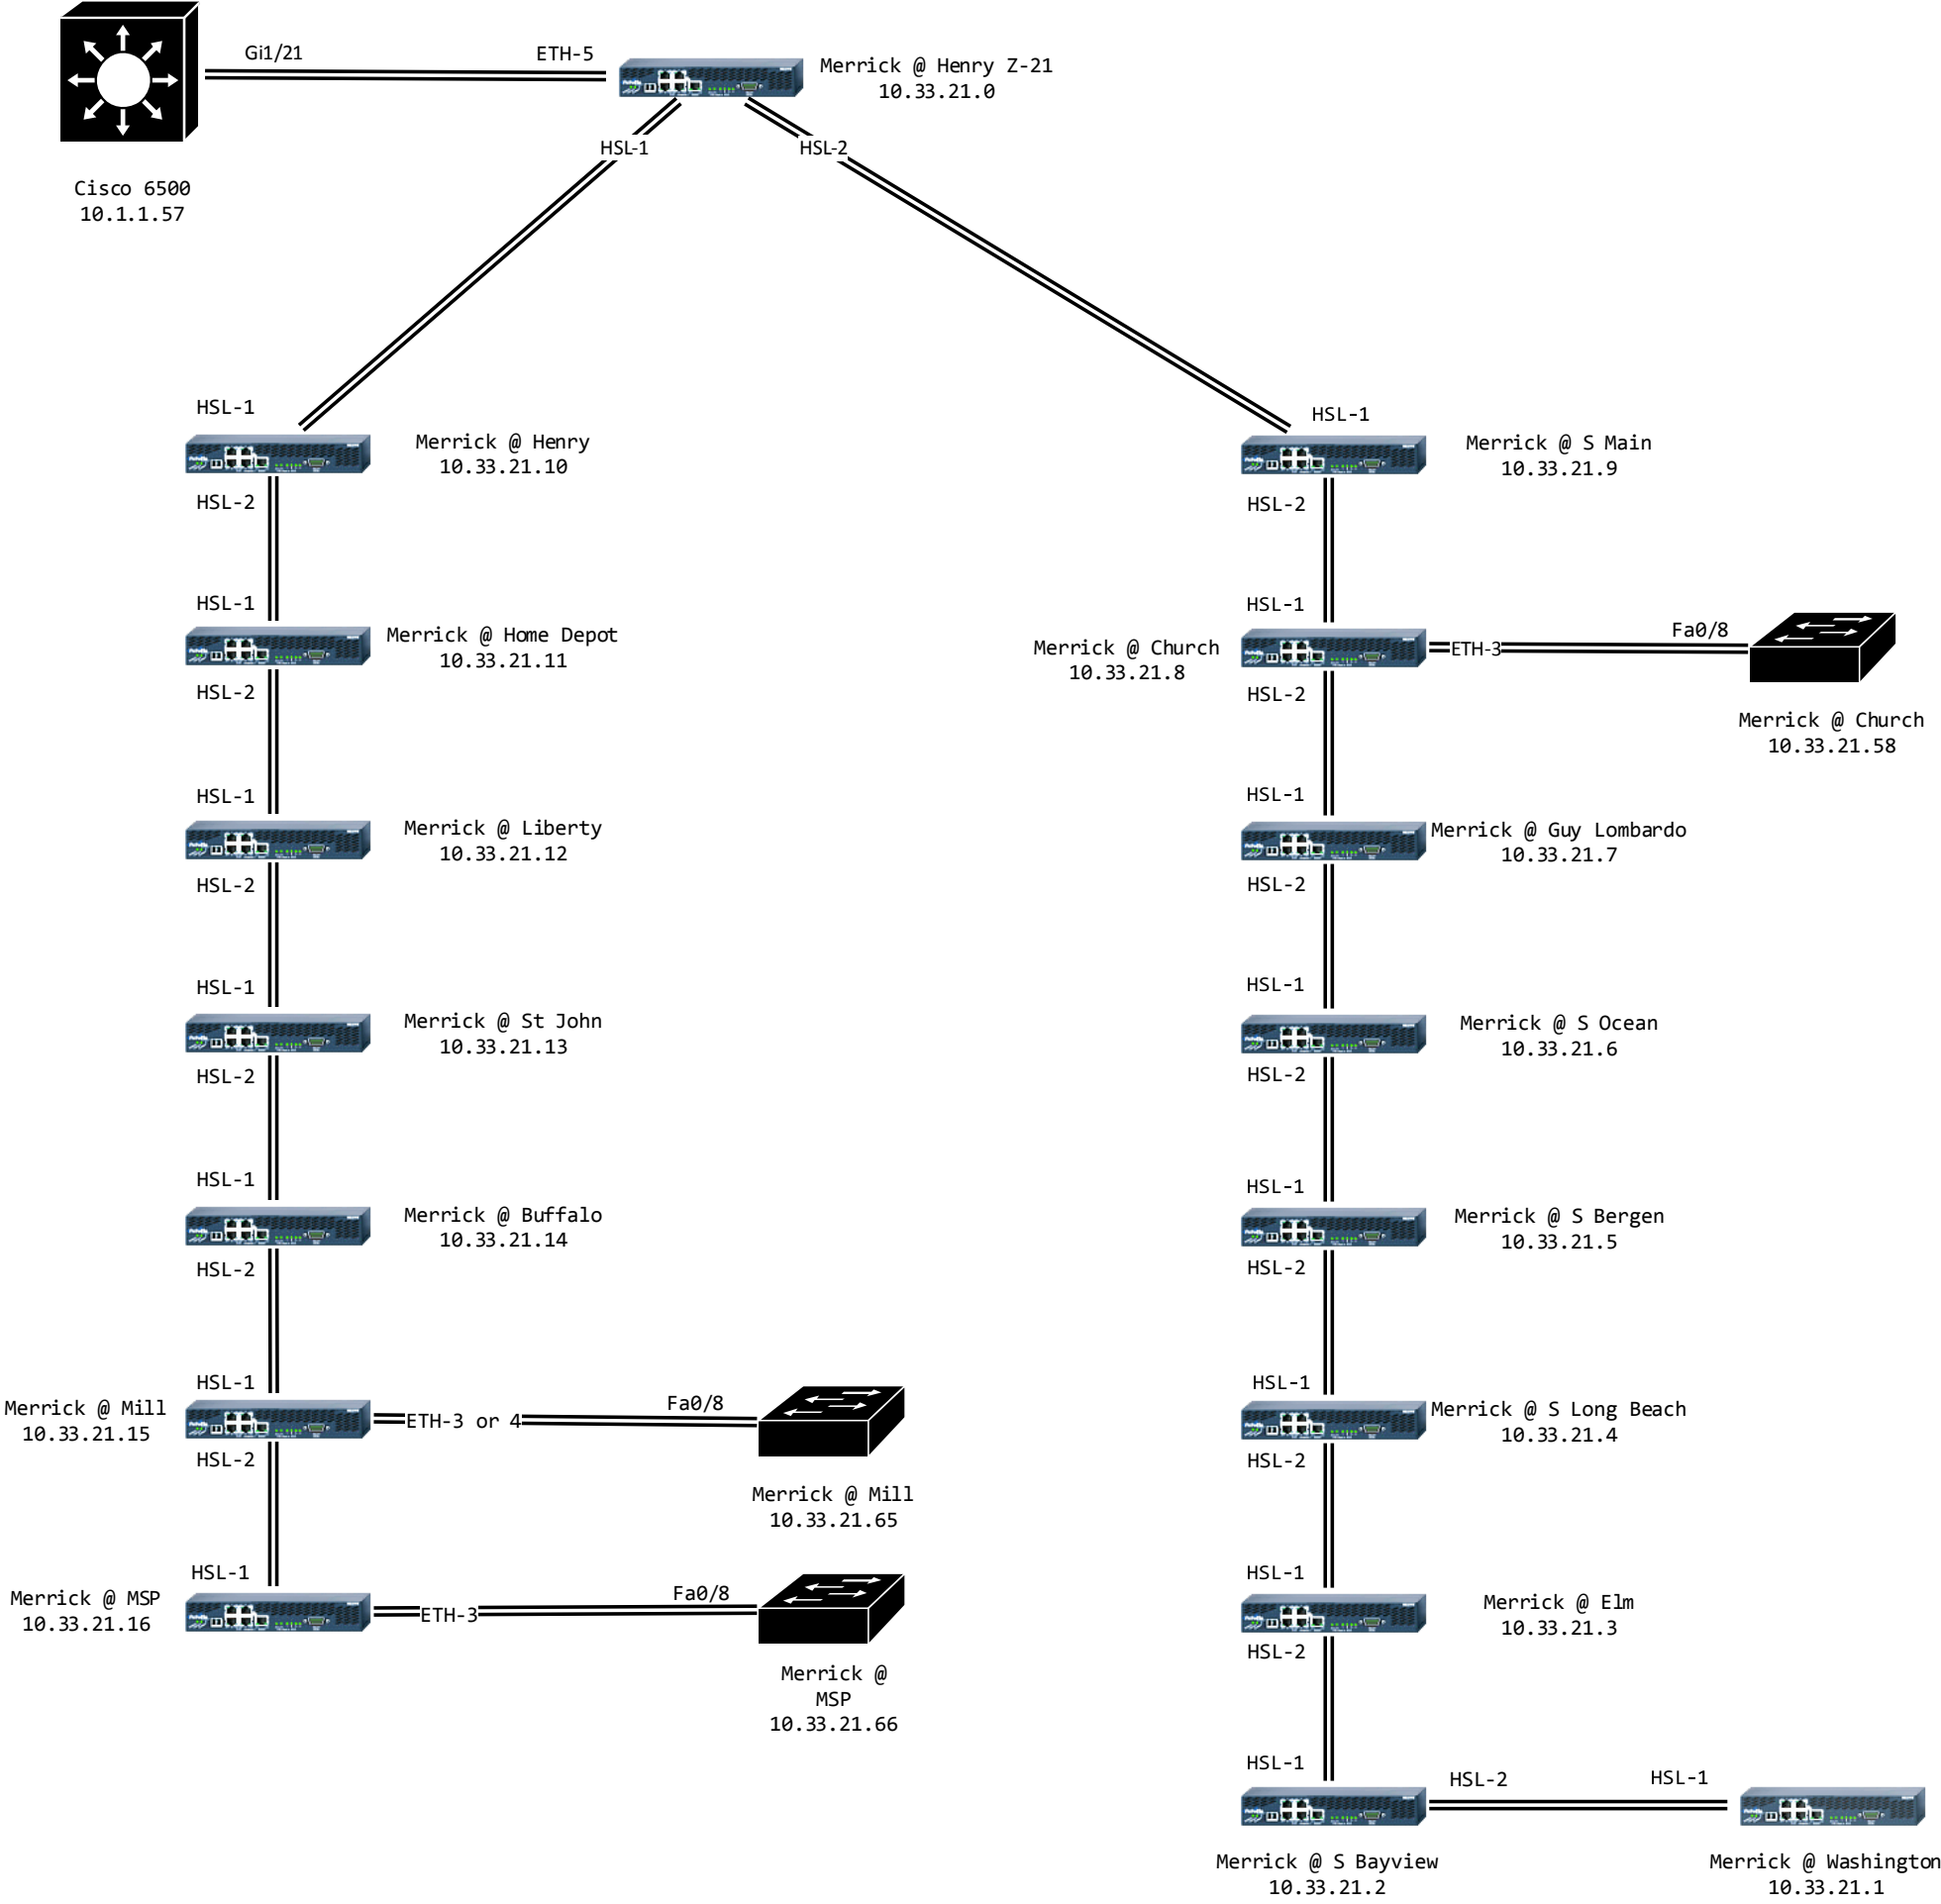 Gi1/21
ETH-5
Merrick @ Henry Z-21
10.33.21.0
HSL-1
HSL-2
Cisco 6500
10.1.1.57
HSL-1
Merrick @ Henry
10.33.21.10
HSL-2
HSL-1
Merrick @ Home Depot
10.33.21.11
HSL-2
HSL-1
Merrick @ Liberty
10.33.21.12
HSL-2
HSL-1
Merrick @ St John
10.33.21.13
HSL-2
HSL-1
Merrick @ Buffalo
10.33.21.14
HSL-2
HSL-1
Merrick @ Mill
10.33.21.15
HSL-2
ETH-3 or 4
Fa0/8
Merrick @ Mill
10.33.21.65
HSL-1
Merrick @ MSP
10.33.21.16
ETH-3
Fa0/8
Merrick @
MSP
10.33.21.66
HSL-1
Merrick @ S Main
10.33.21.9
HSL-2
HSL-1
Merrick @ Church
10.33.21.8
HSL-2
ETH-3
Fa0/8
Merrick @ Church
10.33.21.58
HSL-1
Merrick @ Guy Lombardo
10.33.21.7
HSL-2
HSL-1
Merrick @ S Ocean
10.33.21.6
HSL-2
HSL-1
Merrick @ S Bergen
10.33.21.5
HSL-2
HSL-1
Merrick @ S Long Beach
10.33.21.4
HSL-2
HSL-1
Merrick @ Elm
10.33.21.3
HSL-2
HSL-1
HSL-2
HSL-1
Merrick @ S Bayview
10.33.21.2
Merrick @ Washington
10.33.21.1